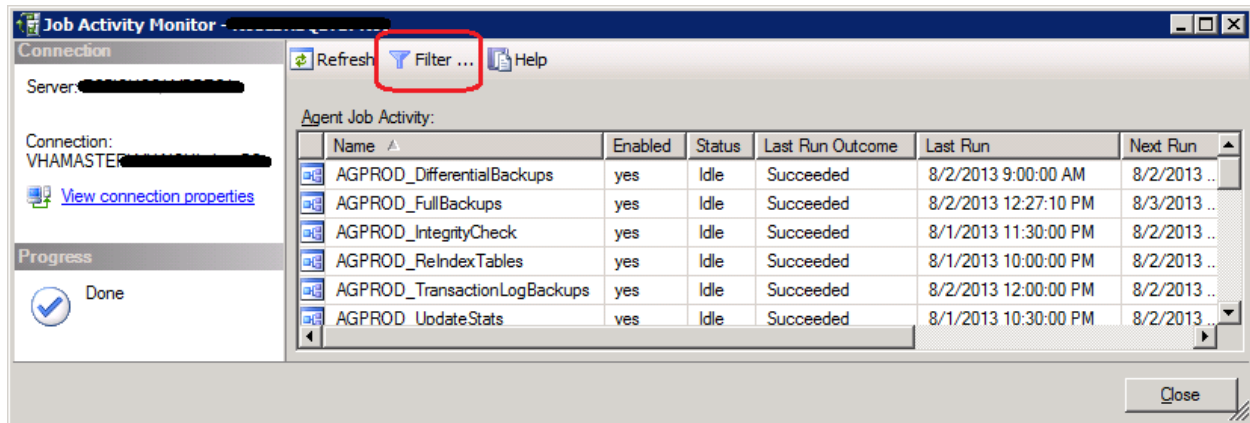 Job Activity Monitor -
Connection
Server:
Connection:
VHAMASTER
View connection properties
Progress
Done
Refresh Filter ... Help
Agent Job Activity:
Name Enabled Status Last Run Outcome Last Run Next Run
AGPROD_DifferentialBackups yes Idle Succeeded 8/2/2013 9:00:00 AM 8/2/2013 ..
AGPROD_FullBackups yes Idle Succeeded 8/2/2013 12:27:10 PM 8/3/2013 ..
AGPROD_IntegrityCheck yes Idle Succeeded 8/1/2013 11:30:00 PM 8/2/2013 ..
AGPROD_ReIndexTables yes Idle Succeeded 8/1/2013 10:00:00 PM 8/2/2013 ..
AGPROD_TransactionLogBackups yes Idle Succeeded 8/2/2013 12:00:00 PM 8/2/2013 ..
AGPROD_UpdateStats yes Idle Succeeded 8/1/2013 10:30:00 PM 8/2/2013 ..
Close